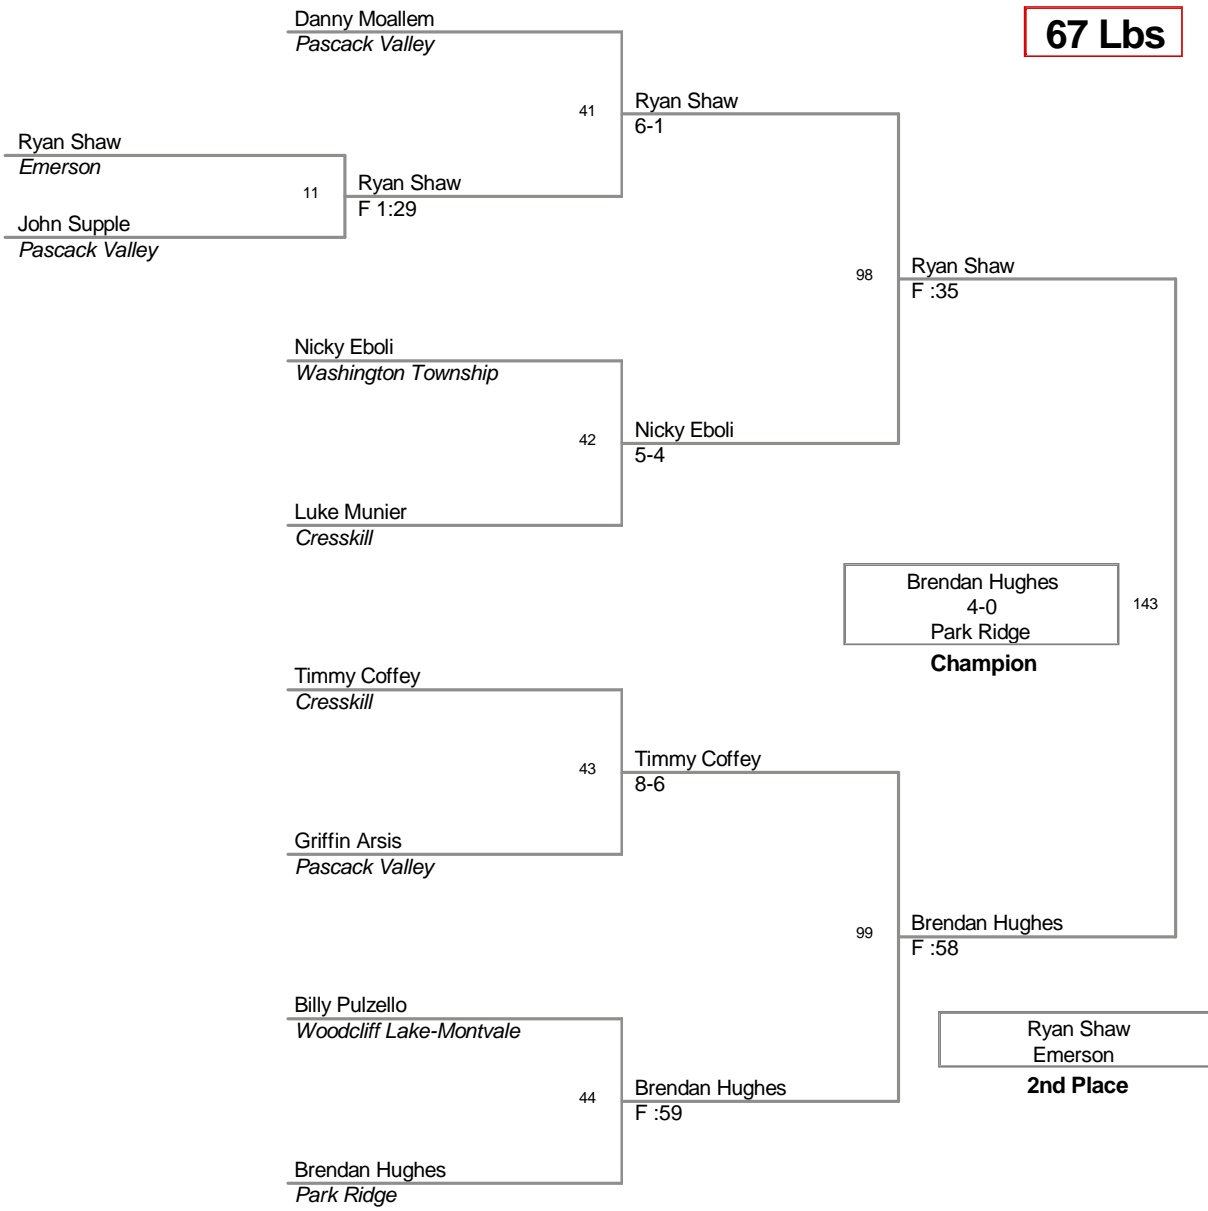 Danny Moallem
Pascack Valley
67 Lbs
41
Ryan Shaw
6-1
Ryan Shaw
Emerson
11
Ryan Shaw
F 1:29
John Supple
Pascack Valley
98
Ryan Shaw
F :35
Nicky Eboli
Washington Township
42
Nicky Eboli
5-4
Luke Munier
Cresskill
Brendan Hughes
4-0
Park Ridge
143
Champion
Timmy Coffey
Cresskill
43
Timmy Coffey
8-6
Griffin Arsis
Pascack Valley
99
Brendan Hughes
F :58
Billy Pulzello
Woodcliff Lake-Montvale
Ryan Shaw
Emerson
2nd Place
44
Brendan Hughes
F :59
Brendan Hughes
Park Ridge